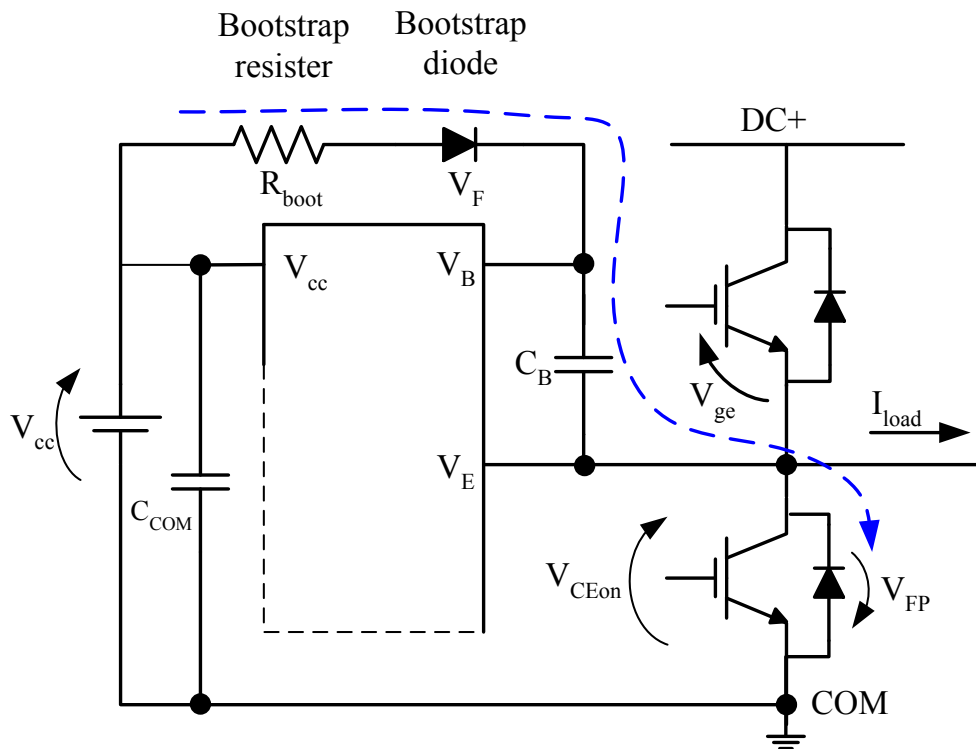 Bootstrap
resister
Bootstrap
diode
DC+
R_boot
V_F
V_cc
V_B
C_B
V_ge
I_load
V_cc
V_E
C_COM
V_CEon
V_FP
COM